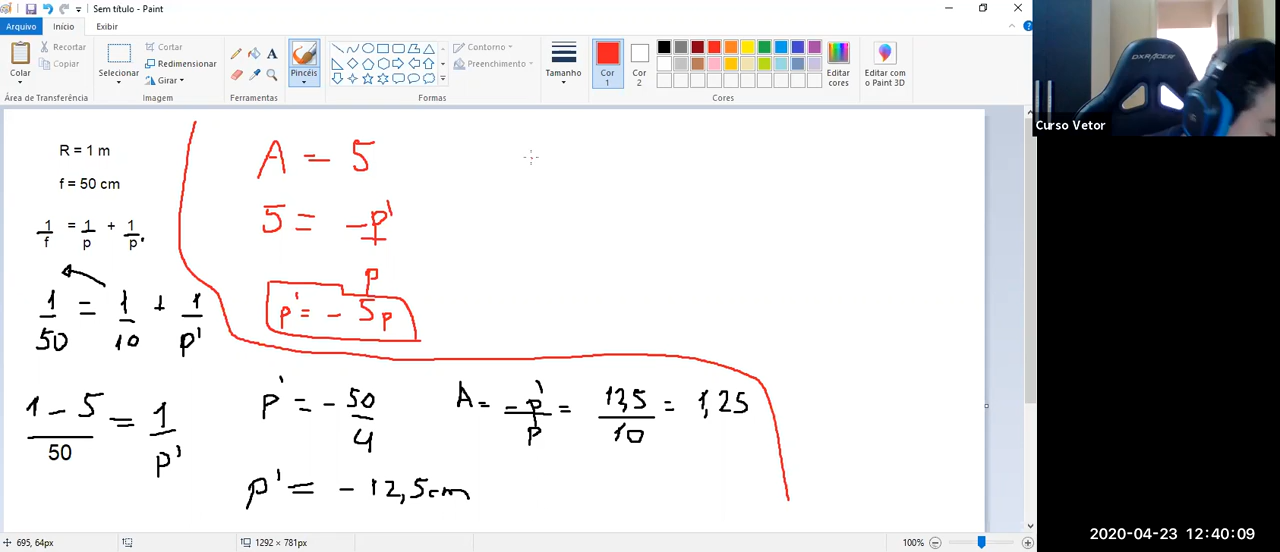 Sem título - Paint
Arquivo Início Exibir
Colar
Recortar
Copiar
Área de Transferência
Selecionar
Cortar
Redimensionar
Girar
Imagem
A
Ferramentas
Pincéis
Contorno
Preenchimento
Formas
Tamanho
Cor 1
Cor 2
Editar cores
Cores
Editar com o Paint 3D
Curso Vetor
R = 1 m
f = 50 cm
1/f = 1/p + 1/p,
1/50 = 1/10 + 1/p'
1 - 5/50 = 1/p'
A = 5
5 = -p'/p
p' = - 5p
p' = - 50/4
p' = - 12,5cm
A = -p'/p = 12,5/10 = 1,25
695, 64px
1292 × 781px
100%
2020-04-23 12:40:09